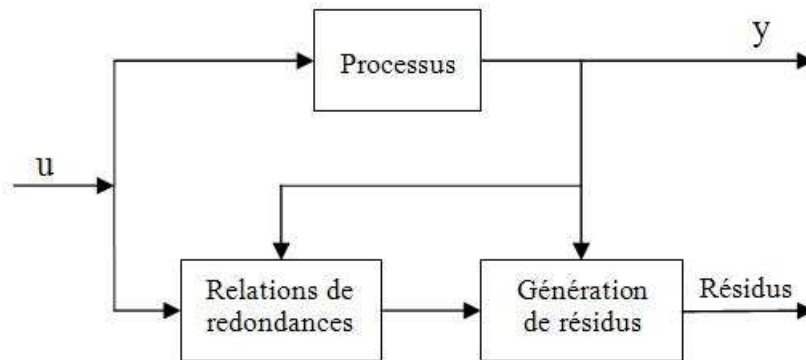 y
Processus
u
Relations de
redondances
Génération
de résidus
Résidus